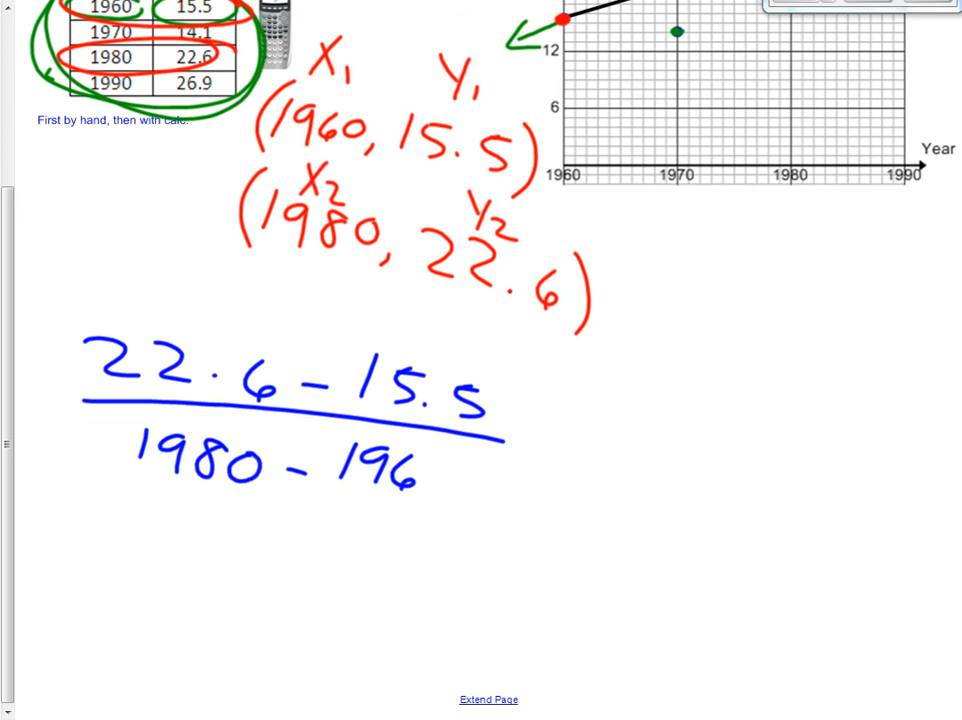 1960 15.5
1970 14.1
1980 22.6
1990 26.9
First by hand, then with calc.
X1 Y1
(1960, 15.5)
X2 Y2
(1980, 22.6)
22.6 - 15.5
1980 - 196
12
6
Year
1960 1970 1980 1990
Extend Page